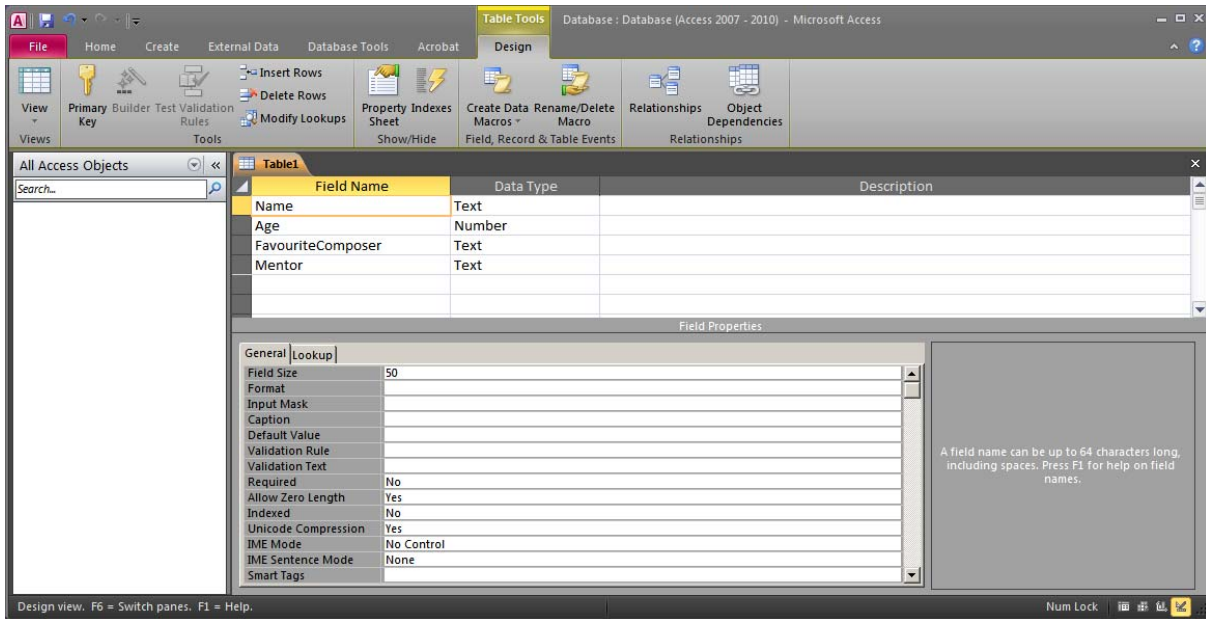 Table Tools Database : Database (Access 2007 - 2010) - Microsoft Access
File Home Create External Data Database Tools Acrobat Design
View
Views
Primary Key
Builder
Test Validation Rules
Insert Rows
Delete Rows
Modify Lookups
Tools
Property Sheet
Indexes
Show/Hide
Create Data Macros
Rename/Delete Macro
Field, Record & Table Events
Relationships
Object Dependencies
Relationships
All Access Objects
Search...
Table1
Field Name Data Type Description
Name Text
Age Number
FavouriteComposer Text
Mentor Text
Field Properties
General Lookup
Field Size 50
Format
Input Mask
Caption
Default Value
Validation Rule
Validation Text
Required No
Allow Zero Length Yes
Indexed No
Unicode Compression Yes
IME Mode No Control
IME Sentence Mode None
Smart Tags
A field name can be up to 64 characters long,
including spaces. Press F1 for help on field
names.
Design view. F6 = Switch panes. F1 = Help. Num Lock